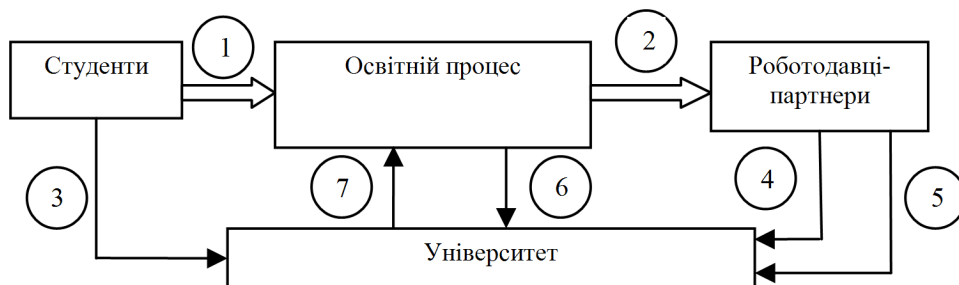 1
2
Студенти
Освітній процес
Роботодавці-
партнери
3
7
6
4
5
Університет